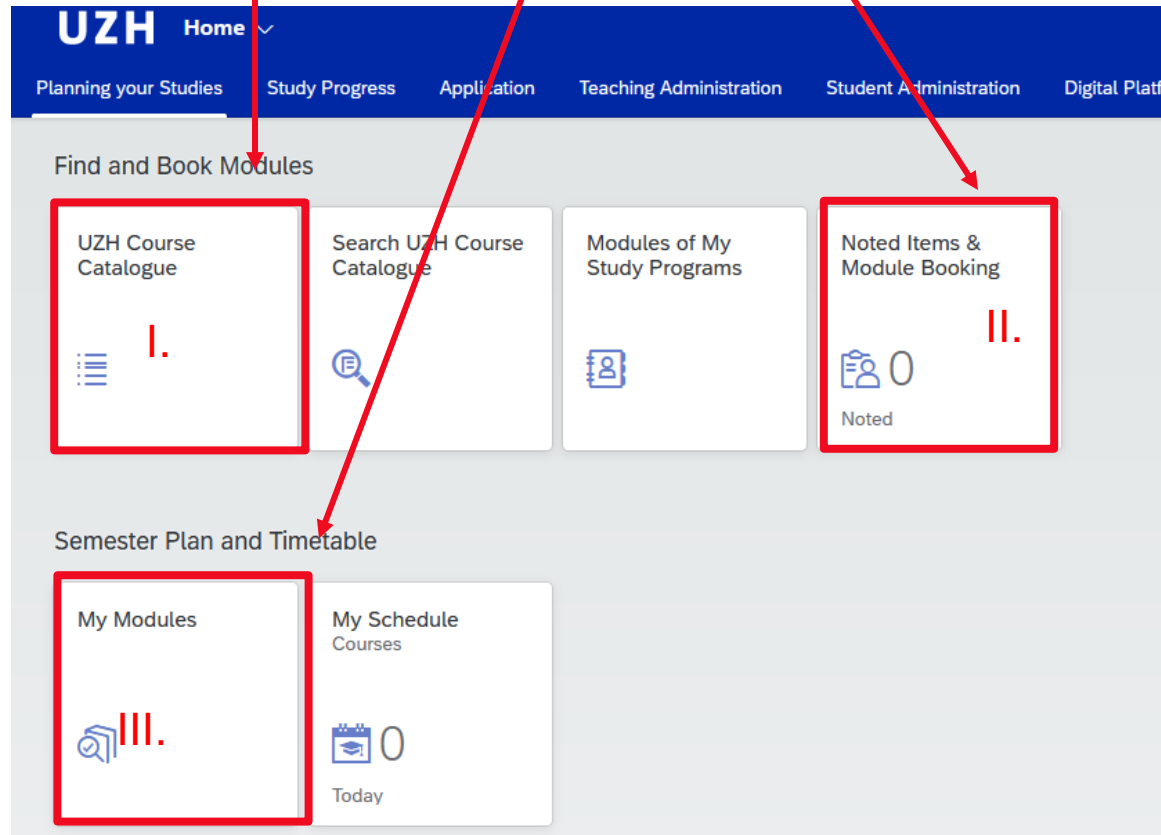 UZH Home
Planning your Studies Study Progress Application Teaching Administration Student Administration Digital Platf
Find and Book Modules
UZH Course
Catalogue
I.
Search UZH Course
Catalogue
Modules of My
Study Programs
Noted Items &
Module Booking
II.
0
Noted
Semester Plan and Timetable
My Modules
III.
My Schedule
Courses
0
Today